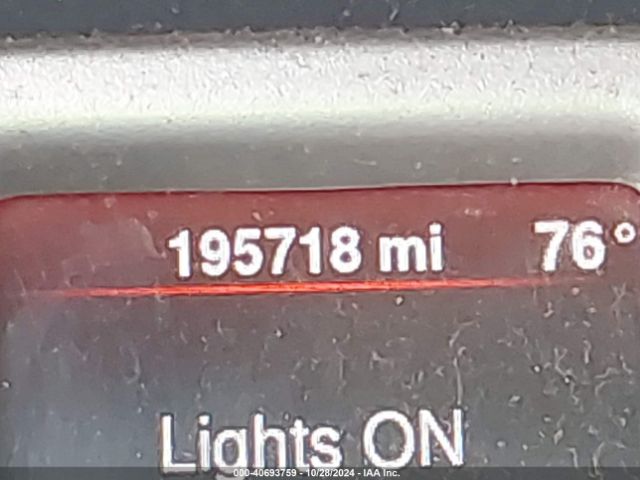 195718 mi 76°
Lights ON
000-40693759 - 10/28/2024 - IAA Inc.